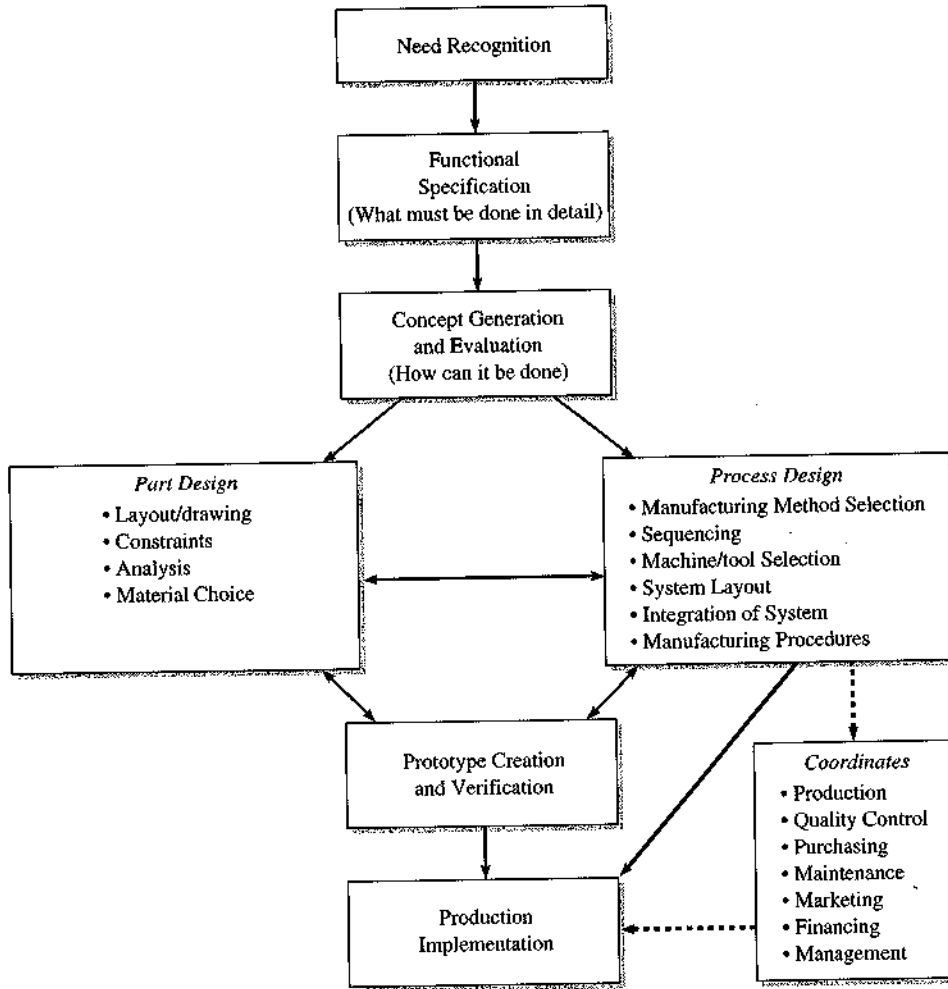 Need Recognition
Functional
Specification
(What must be done in detail)
Concept Generation
and Evaluation
(How can it be done)
Part Design
• Layout/drawing
• Constraints
• Analysis
• Material Choice
Process Design
• Manufacturing Method Selection
• Sequencing
• Machine/tool Selection
• System Layout
• Integration of System
• Manufacturing Procedures
Prototype Creation
and Verification
Coordinates
• Production
• Quality Control
• Purchasing
• Maintenance
• Marketing
• Financing
• Management
Production
Implementation